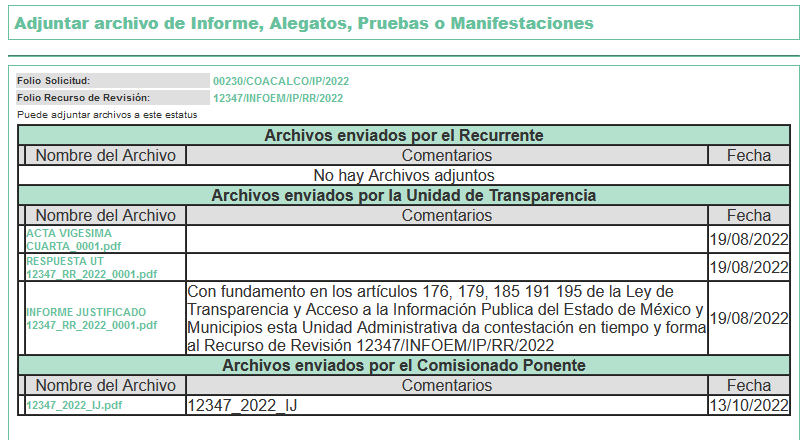 Adjuntar archivo de Informe, Alegatos, Pruebas o Manifestaciones
Folio Solicitud: 00230/COACALCO/IP/2022
Folio Recurso de Revisión: 12347/INFOEM/IP/RR/2022
Puede adjuntar archivos a este estatus
Archivos enviados por el Recurrente
Nombre del Archivo Comentarios Fecha
No hay Archivos adjuntos
Archivos enviados por la Unidad de Transparencia
Nombre del Archivo Comentarios Fecha
ACTA VIGESIMA
CUARTA_0001.pdf
19/08/2022
RESPUESTA UT
12347_RR_2022_0001.pdf
19/08/2022
INFORME JUSTIFICADO
12347_RR_2022_0001.pdf
Con fundamento en los artículos 176, 179, 185 191 195 de la Ley de
Transparencia y Acceso a la Información Publica del Estado de México y
Municipios esta Unidad Administrativa da contestación en tiempo y forma
al Recurso de Revisión 12347/INFOEM/IP/RR/2022
19/08/2022
Archivos enviados por el Comisionado Ponente
Nombre del Archivo Comentarios Fecha
12347_2022_IJ.pdf 12347_2022_IJ 13/10/2022